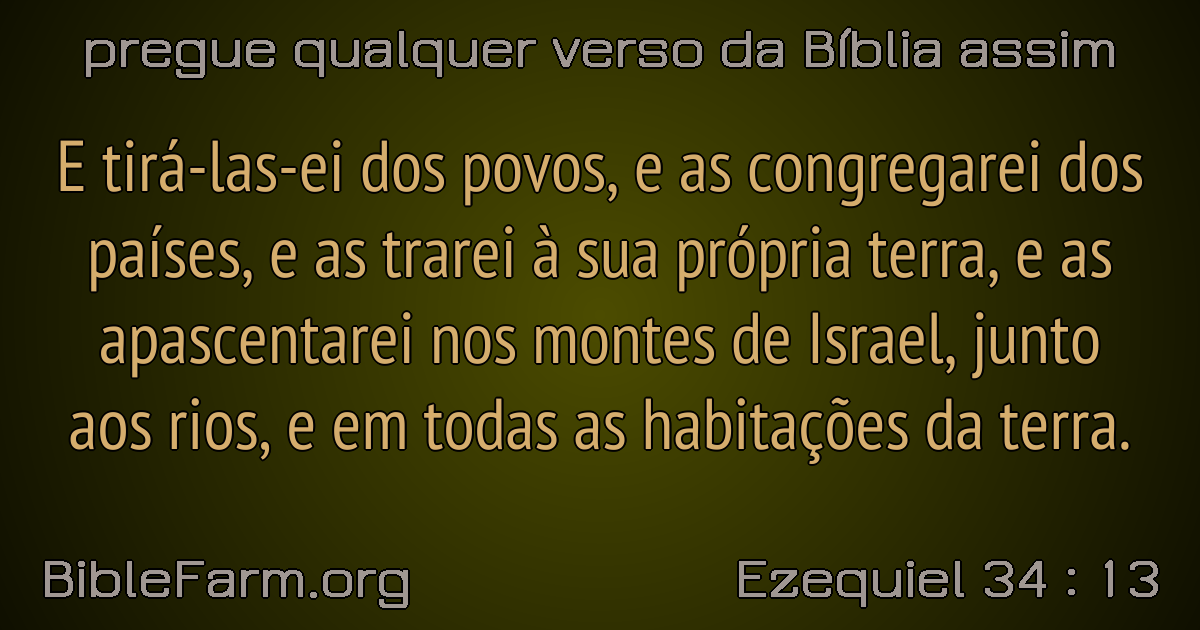 pregue qualquer verso da Bíblia assim
E tirá-las-ei dos povos, e as congregarei dos
países, e as trarei à sua própria terra, e as
apascentarei nos montes de Israel, junto
aos rios, e em todas as habitações da terra.
BibleFarm.org
Ezequiel 34 : 13